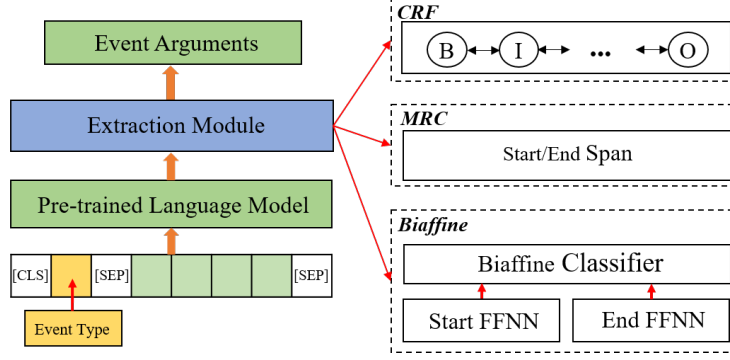 Event Arguments
Extraction Module
Pre-trained Language Model
[CLS] [SEP] [SEP]
Event Type
CRF
B I ... O
MRC
Start/End Span
Biaffine
Biaffine Classifier
Start FFNN End FFNN